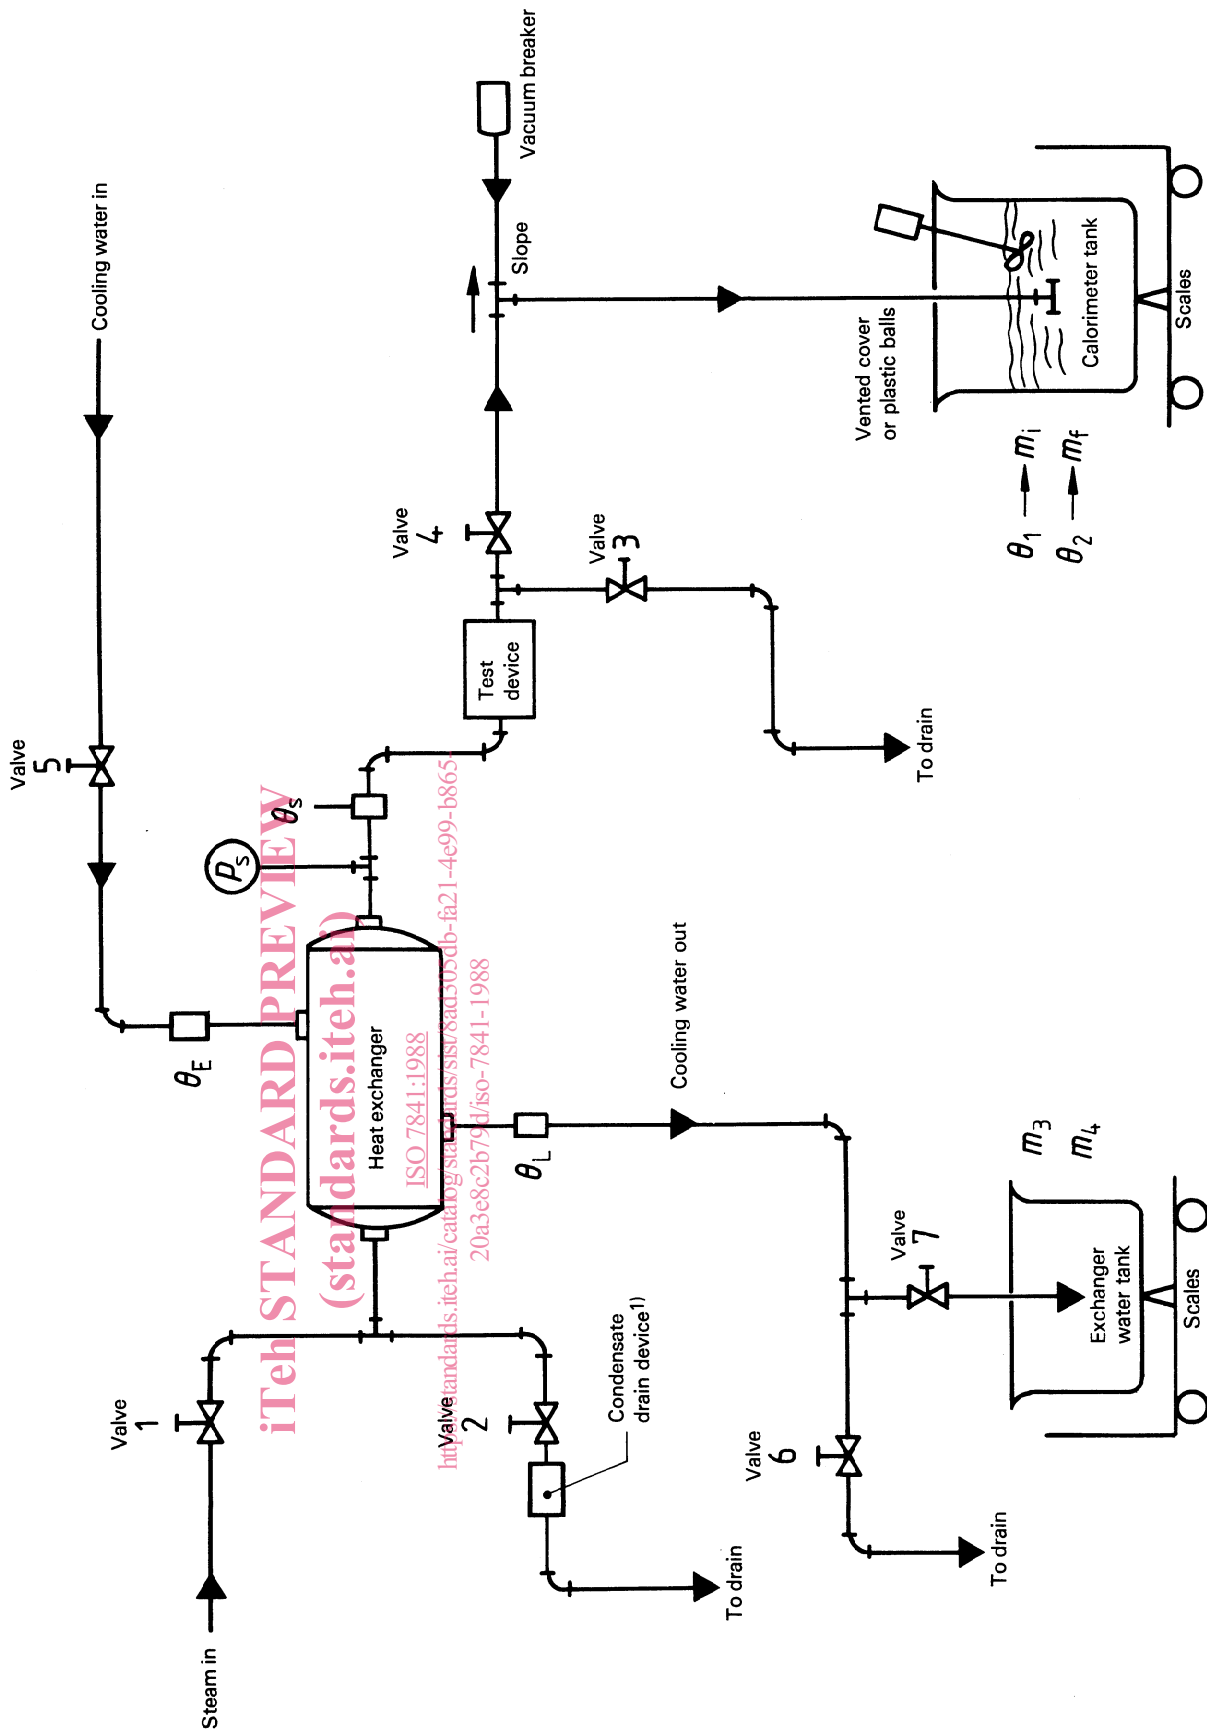 Steam in
Valve
1
Valve
2
Condensate
drain device1)
To drain
Heat exchanger
θE
θL
Ps
θs
Valve
5
Cooling water in
Cooling water out
Test
device
Valve
4
Valve
3
To drain
Slope
Vacuum breaker
Vented cover
or plastic balls
Calorimeter tank
Scales
θ1 → mi
θ2 → mf
Valve
6
To drain
Valve
7
Exchanger
water tank
Scales
m3
m4
iTeh STANDARD PREVIEW
(standards.iteh.ai)
ISO 7841:1988
https://standards.iteh.ai/catalog/standards/sist/8ad305db-fa21-4e99-b865-
20a3e8c2b79d/iso-7841-1988